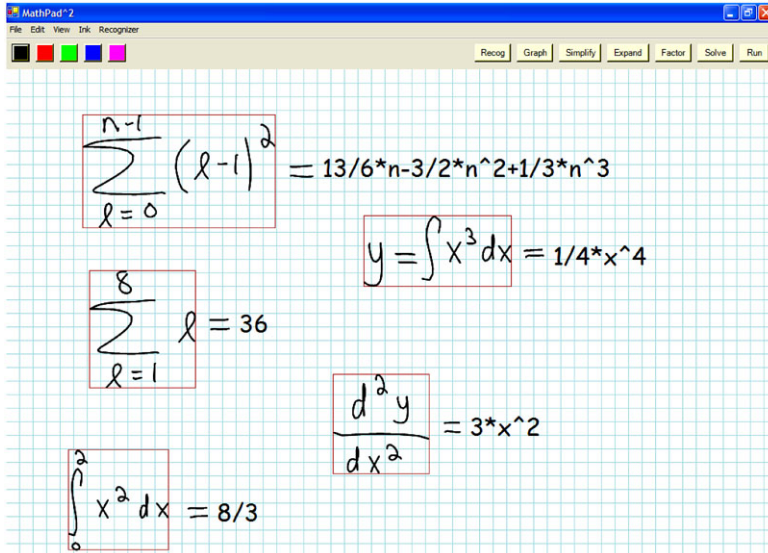 MathPad^2
File Edit View Ink Recognizer
Recog Graph Simplify Expand Factor Solve Run
n-1
∑ (l-1)^2 = 13/6*n-3/2*n^2+1/3*n^3
l=0
y=∫x^3 dx = 1/4*x^4
8
∑ l = 36
l=1
d^2 y
dx^2 = 3*x^2
2
∫ x^2 dx = 8/3
0